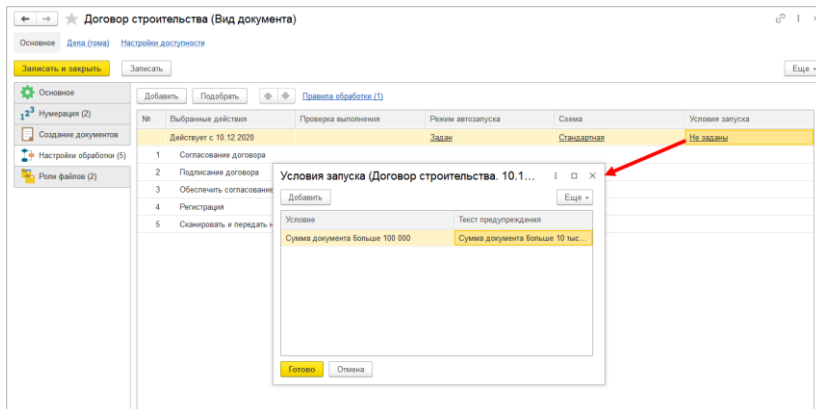 Договор строительства (Вид документа)
Основное Дела (тома) Настройки доступности
Записать и закрыть Записать Еще
Основное
Нумерация (2)
Создание документов
Настройки обработки (5)
Роли файлов (2)
Добавить Подобрать Правила обработки (1)
№ Выбранные действия Проверка выполнения Режим автозапуска Схема Условия запуска
Действует с 10.12.2020 Задан Стандартная Не заданы
1 Согласование договора
2 Подписание договора
3 Обеспечить согласование
4 Регистрация
5 Сканировать и передать н
Условия запуска (Договор строительства. 10.1...
Добавить Еще
Условие Текст предупреждения
Сумма документа больше 100 000 Сумма документа больше 10 тыс...
Готово Отмена